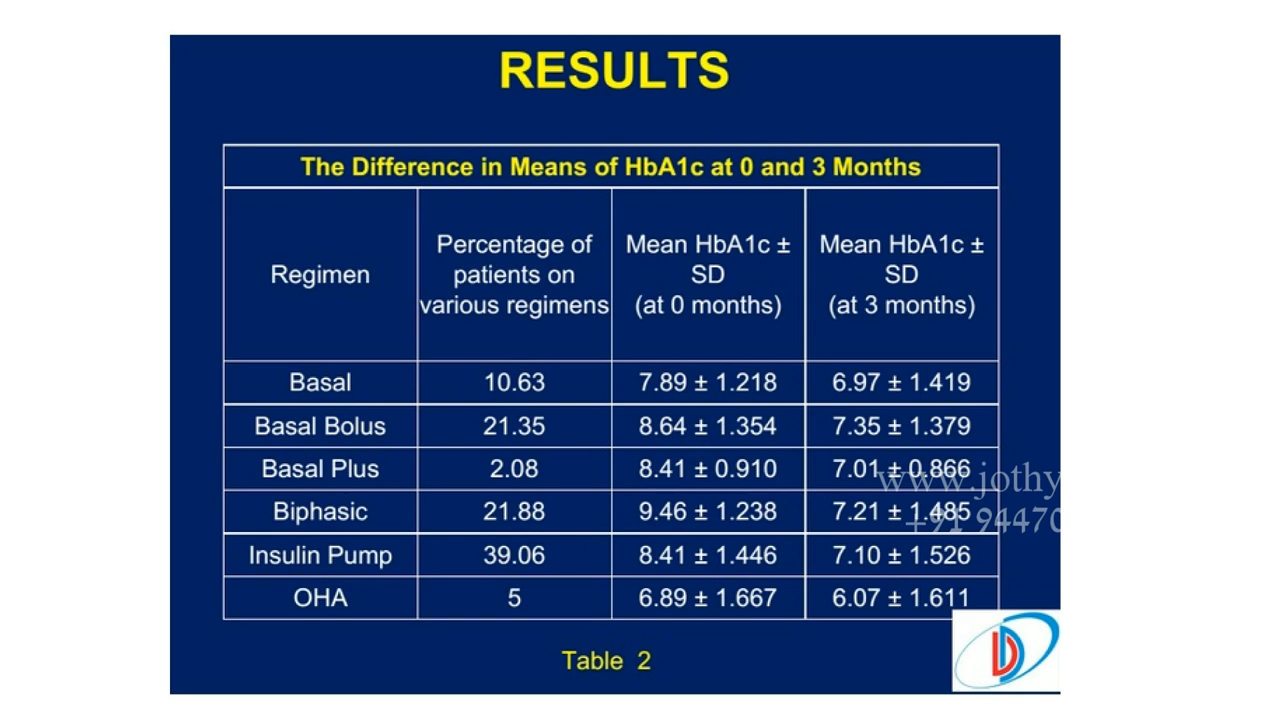 RESULTS
The Difference in Means of HbA1c at 0 and 3 Months
Regimen
Percentage of
patients on
various regimens
Mean HbA1c ±
SD
(at 0 months)
Mean HbA1c ±
SD
(at 3 months)
Basal 10.63 7.89 ± 1.218 6.97 ± 1.419
Basal Bolus 21.35 8.64 ± 1.354 7.35 ± 1.379
Basal Plus 2.08 8.41 ± 0.910 7.01 ± 0.866
www.jothy
Biphasic 21.88 9.46 ± 1.238 7.21 ± 1.485
+91 94470
Insulin Pump 39.06 8.41 ± 1.446 7.10 ± 1.526
OHA 5 6.89 ± 1.667 6.07 ± 1.611
Table 2